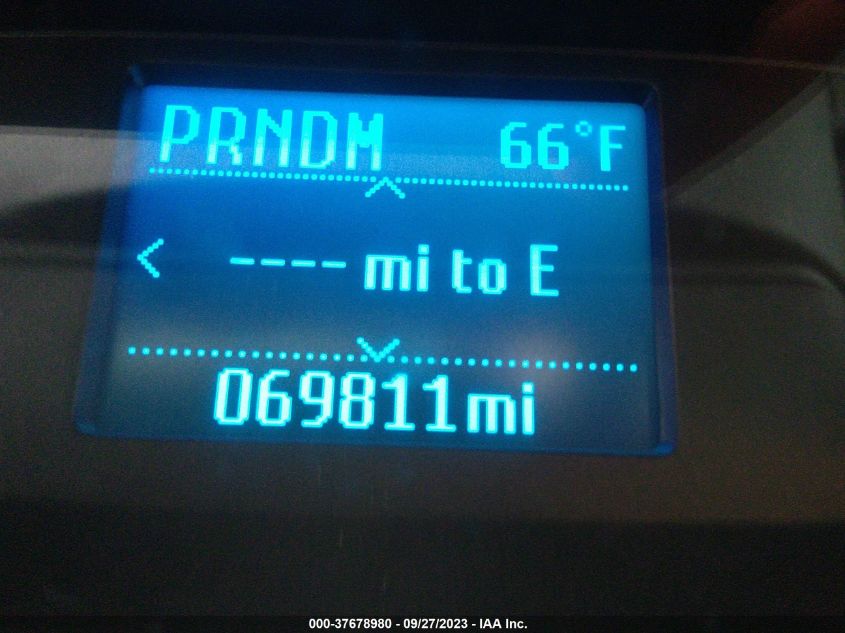 PRNDM 66°F
---- mi to E
069811mi
000-37678980 - 09/27/2023 - IAA Inc.